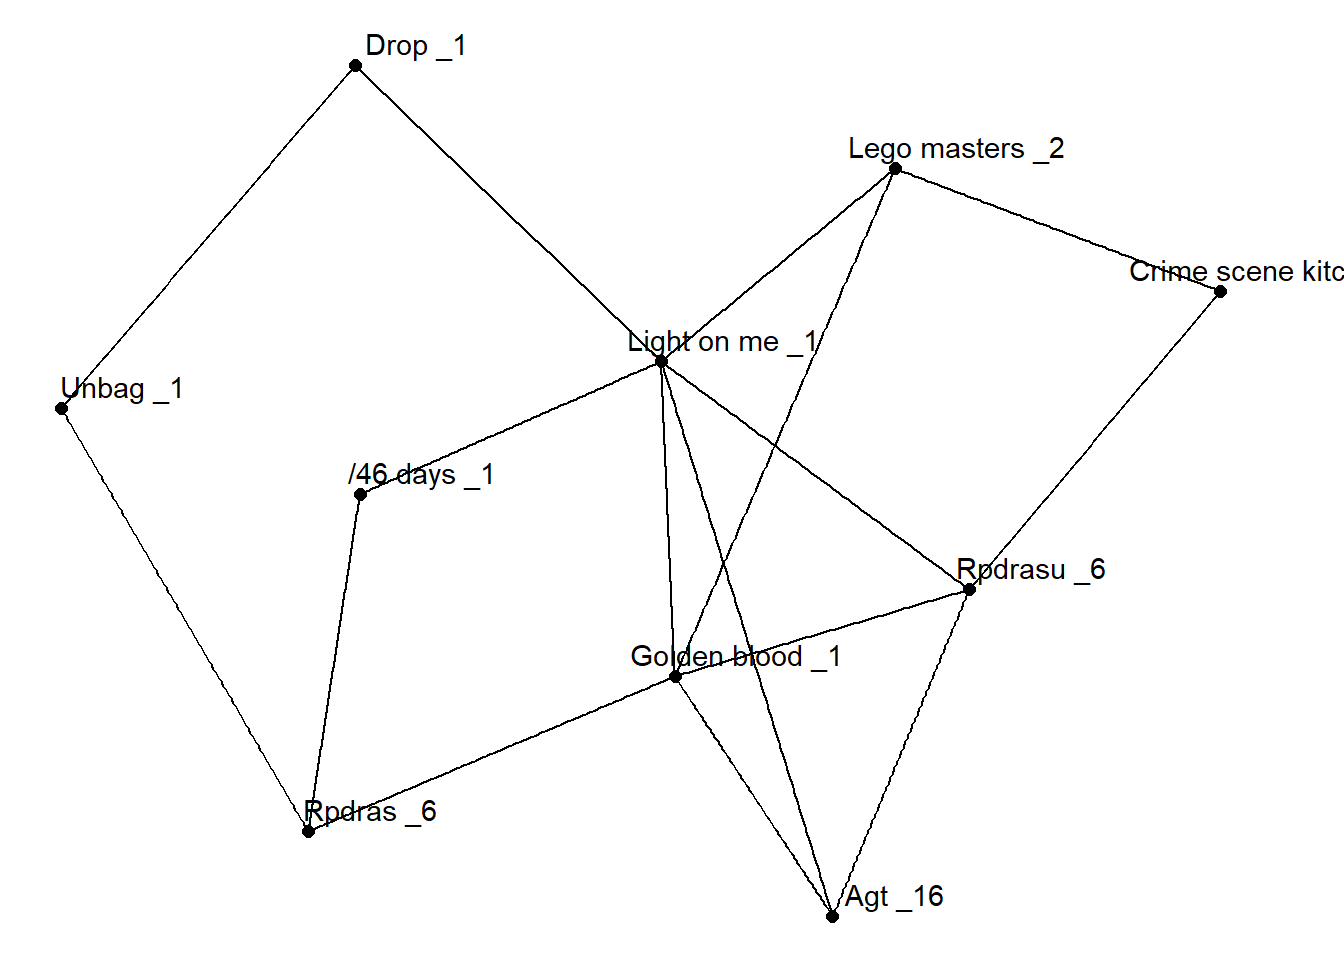 Drop _1
Lego masters _2
Crime scene kitc
Light on me _1
Unbag _1
/46 days _1
Rpdrasu _6
Golden blood _1
Rpdras _6
Agt _16